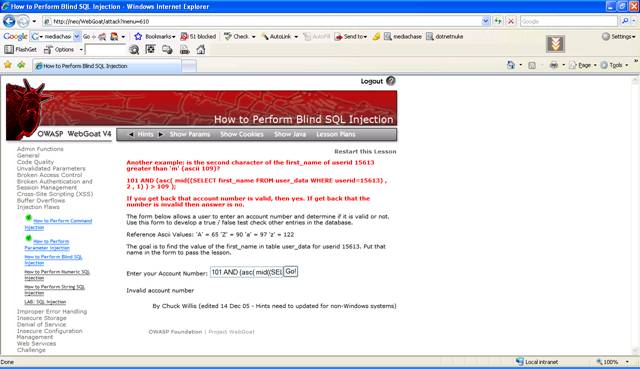 How to Perform Blind SQL Injection - Windows Internet Explorer
http://neo/WebGoat/attack?menu=610
Google
Google mediachase Go Bookmarks 51 blocked Check AutoLink AutoFill Send to mediachase dotnetnuke Settings
FlashGet Options
How to Perform Blind SQL Injection
Page Tools
Logout ?
How to Perform Blind SQL Injection
OWASP WebGoat V4
Hints Show Params Show Cookies Show Java Lesson Plans
Restart this Lesson
Admin Functions
General
Code Quality
Unvalidated Parameters
Broken Access Control
Broken Authentication and
Session Management
Cross-Site Scripting (XSS)
Buffer Overflows
Injection Flaws
How to Perform Command
Injection
How to Perform
Parameter Injection
How to Perform Blind SQL
Injection
How to Perform Numeric SQL
Injection
How to Perform String SQL
Injection
LAB: SQL Injection
Improper Error Handling
Insecure Storage
Denial of Service
Insecure Configuration
Management
Web Services
Challenge
Another example: is the second character of the first_name of userid 15613
greater than 'm' (ascii 109)?
101 AND (asc( mid((SELECT first_name FROM user_data WHERE userid=15613) ,
2 , 1) ) > 109 );
If you get back that account number is valid, then yes. If get back that the
number is invalid then answer is no.
The form below allows a user to enter an account number and determine if it is valid or not.
Use this form to develop a true / false test check other entries in the database.
Reference Ascii Values: 'A' = 65 'Z' = 90 'a' = 97 'z' = 122
The goal is to find the value of the first_name in table user_data for userid 15613. Put that
name in the form to pass the lesson.
Enter your Account Number: 101 AND (asc( mid((SEL Go!
Invalid account number
By Chuck Willis (edited 14 Dec 05 - Hints need to updated for non-Windows systems)
OWASP Foundation | Project WebGoat
Done
Local intranet
100%